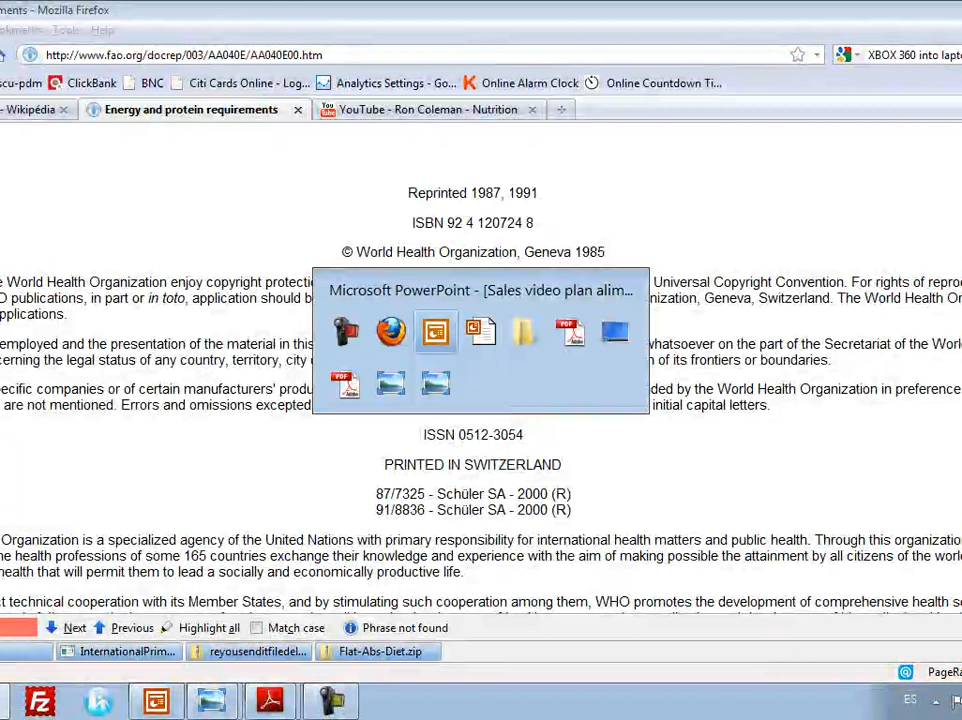 ments - Mozilla Firefox
okmarks Tools Help
http://www.fao.org/docrep/003/AA040E/AA040E00.htm
XBOX 360 into lapt
scu-pdm ClickBank BNC Citi Cards Online - Log... Analytics Settings - Go... Online Alarm Clock Online Countdown Ti...
- Wikipédia Energy and protein requirements YouTube - Ron Coleman - Nutrition
Reprinted 1987, 1991
ISBN 92 4 120724 8
© World Health Organization, Geneva 1985
e World Health Organization enjoy copyright protecti Universal Copyright Convention. For rights of repro
O publications, in part or in toto, application should b nization, Geneva, Switzerland. The World Health Or
pplications.
employed and the presentation of the material in this whatsoever on the part of the Secretariat of the Worl
cerning the legal status of any country, territory, city of its frontiers or boundaries.
pecific companies or of certain manufacturers' produ ded by the World Health Organization in preference
are not mentioned. Errors and omissions excepted initial capital letters.
Microsoft PowerPoint - [Sales video plan alim...
ISSN 0512-3054
PRINTED IN SWITZERLAND
87/7325 - Schüler SA - 2000 (R)
91/8836 - Schüler SA - 2000 (R)
Organization is a specialized agency of the United Nations with primary responsibility for international health matters and public health. Through this organizatio
he health professions of some 165 countries exchange their knowledge and experience with the aim of making possible the attainment by all citizens of the world
health that will permit them to lead a socially and economically productive life.
ct technical cooperation with its Member States, and by stimulating such cooperation among them, WHO promotes the development of comprehensive health se
Next Previous Highlight all Match case Phrase not found
InternationalPrim... reyousenditfiledel... Flat-Abs-Diet.zip
PageRa
ES